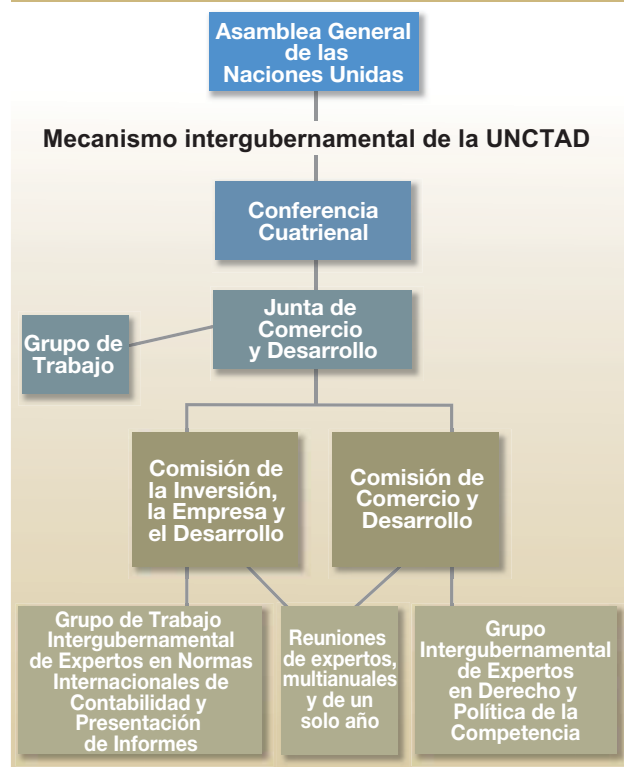 Asamblea General
de las
Naciones Unidas
Mecanismo intergubernamental de la UNCTAD
Conferencia
Cuatrienal
Junta de
Comercio
y Desarrollo
Grupo de
Trabajo
Comisión de
la Inversión,
la Empresa y
el Desarrollo
Comisión de
Comercio y
Desarrollo
Grupo de Trabajo
Intergubernamental
de Expertos en Normas
Internacionales de
Contabilidad y
Presentación
de Informes
Reuniones
de expertos,
multianuales
y de un
solo año
Grupo
Intergubernamental
de Expertos
en Derecho y
Política de la
Competencia